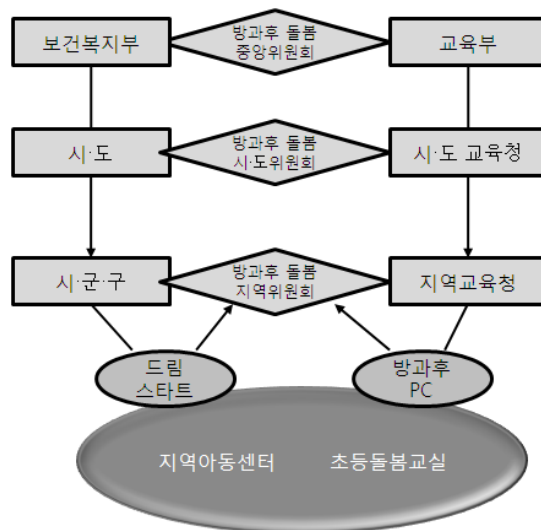 보건복지부
방과후 돌봄
중앙위원회
교육부
시·도
방과후 돌봄
시·도위원회
시·도 교육청
시·군·구
방과후 돌봄
지역위원회
지역교육청
드림
스타트
방과후
PC
지역아동센터
초등돌봄교실